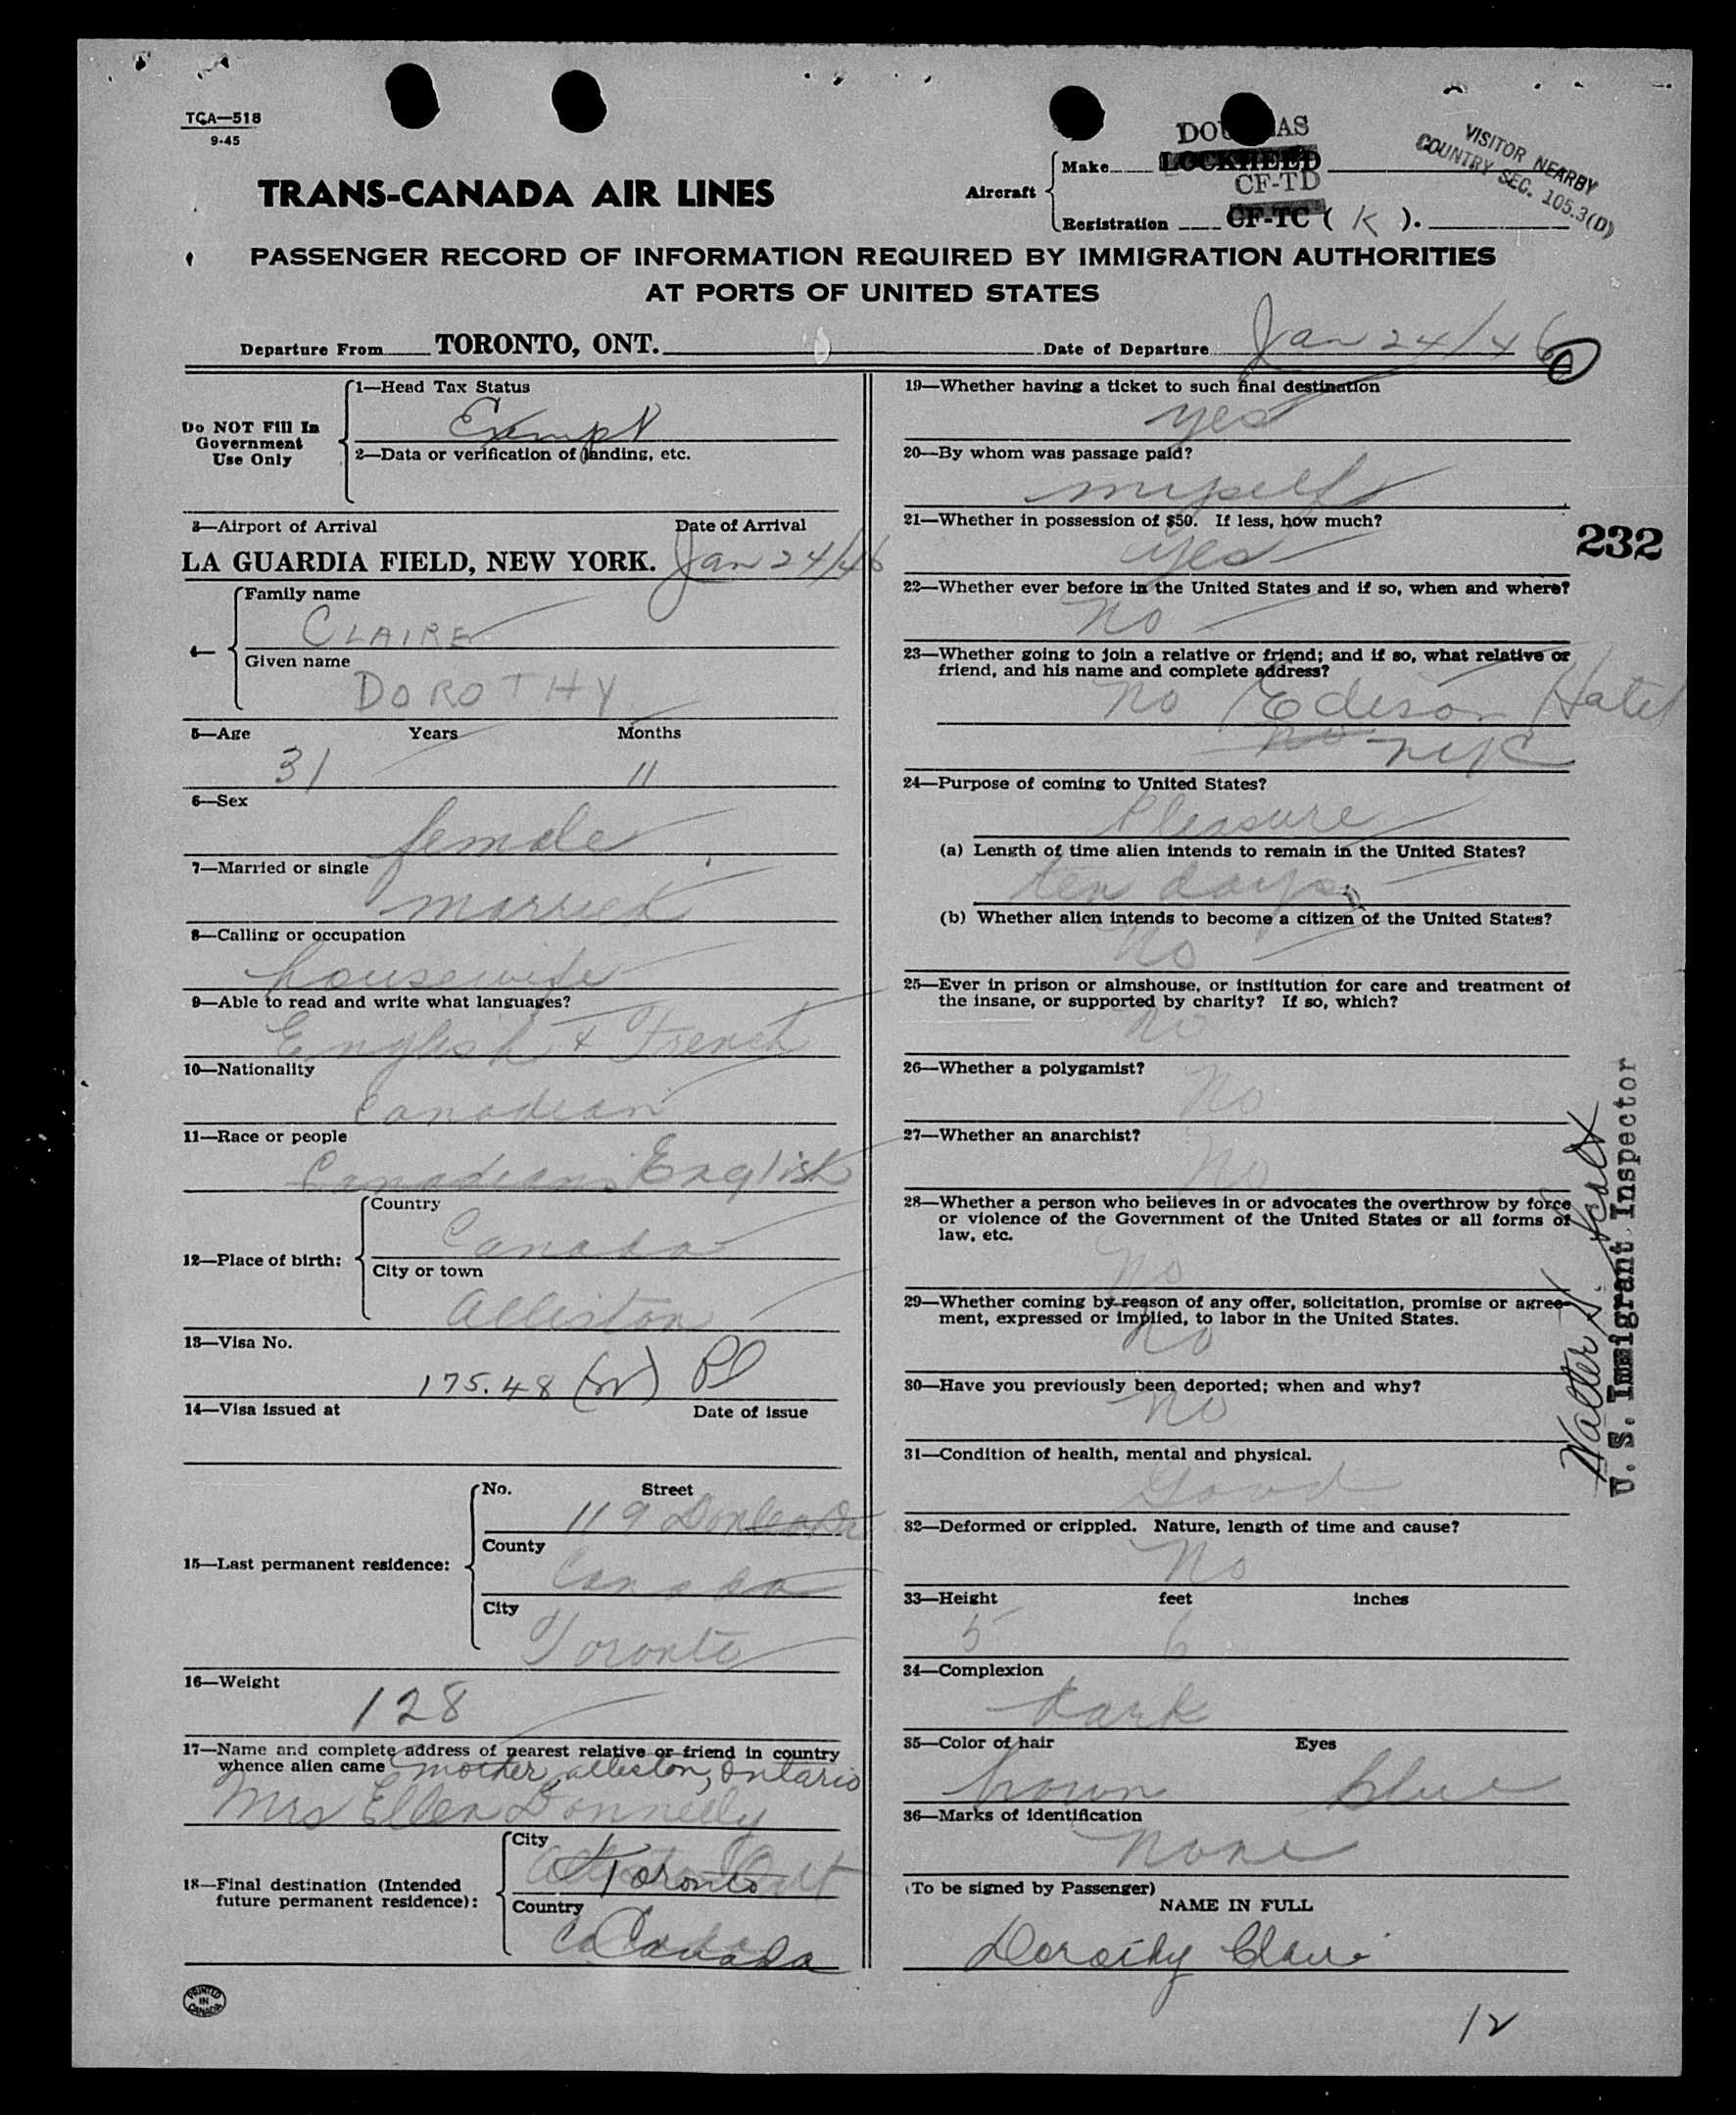 TCA—518
9-45
DOUGLAS
Make LOCKHEED
VISITOR NEARBY
COUNTRY SEC. 105.3(D)
TRANS-CANADA AIR LINES
Aircraft
CF-TD
Registration CF-TC ( K ).
PASSENGER RECORD OF INFORMATION REQUIRED BY IMMIGRATION AUTHORITIES
AT PORTS OF UNITED STATES
Departure From TORONTO, ONT.
Date of Departure Jan 24/46
Do NOT Fill In
Government
Use Only
1—Head Tax Status
Exempt
2—Data or verification of landing, etc.
3—Airport of Arrival Date of Arrival
LA GUARDIA FIELD, NEW YORK. Jan 24/46
4—
Family name
CLAIRE
Given name
DOROTHY
5—Age Years Months
31 11
6—Sex
female
7—Married or single
married
8—Calling or occupation
housewife
9—Able to read and write what languages?
English & French
10—Nationality
Canadian
11—Race or people
Canadian English
12—Place of birth:
Country
Canada
City or town
Alliston
13—Visa No.
175.48
14—Visa issued at Date of issue
15—Last permanent residence:
No. Street
119
County
Canada
City
Toronto
16—Weight
128
17—Name and complete address of nearest relative or friend in country
whence alien came mother, alliston, Ontario
Mrs Ellen Donnelly
18—Final destination (Intended
future permanent residence):
City
Toronto
Country
Canada
PRINTED
IN
CANADA
19—Whether having a ticket to such final destination
yes
20—By whom was passage paid?
myself
21—Whether in possession of $50. If less, how much?
yes
232
22—Whether ever before in the United States and if so, when and where?
No
23—Whether going to join a relative or friend; and if so, what relative or
friend, and his name and complete address?
No Edison Hotel
no NYC
24—Purpose of coming to United States?
Pleasure
(a) Length of time alien intends to remain in the United States?
ten days
(b) Whether alien intends to become a citizen of the United States?
No
25—Ever in prison or almshouse, or institution for care and treatment of
the insane, or supported by charity? If so, which?
No
26—Whether a polygamist?
No
27—Whether an anarchist?
No
28—Whether a person who believes in or advocates the overthrow by force
or violence of the Government of the United States or all forms of
law, etc.
No
29—Whether coming by reason of any offer, solicitation, promise or agree-
ment, expressed or implied, to labor in the United States.
No
30—Have you previously been deported; when and why?
No
31—Condition of health, mental and physical.
Good
32—Deformed or crippled. Nature, length of time and cause?
No
33—Height feet inches
5 6
34—Complexion
dark
35—Color of hair Eyes
brown blue
36—Marks of identification
None
(To be signed by Passenger)
NAME IN FULL
Dorothy Claire
12
Walter
U. S. Immigrant Inspector